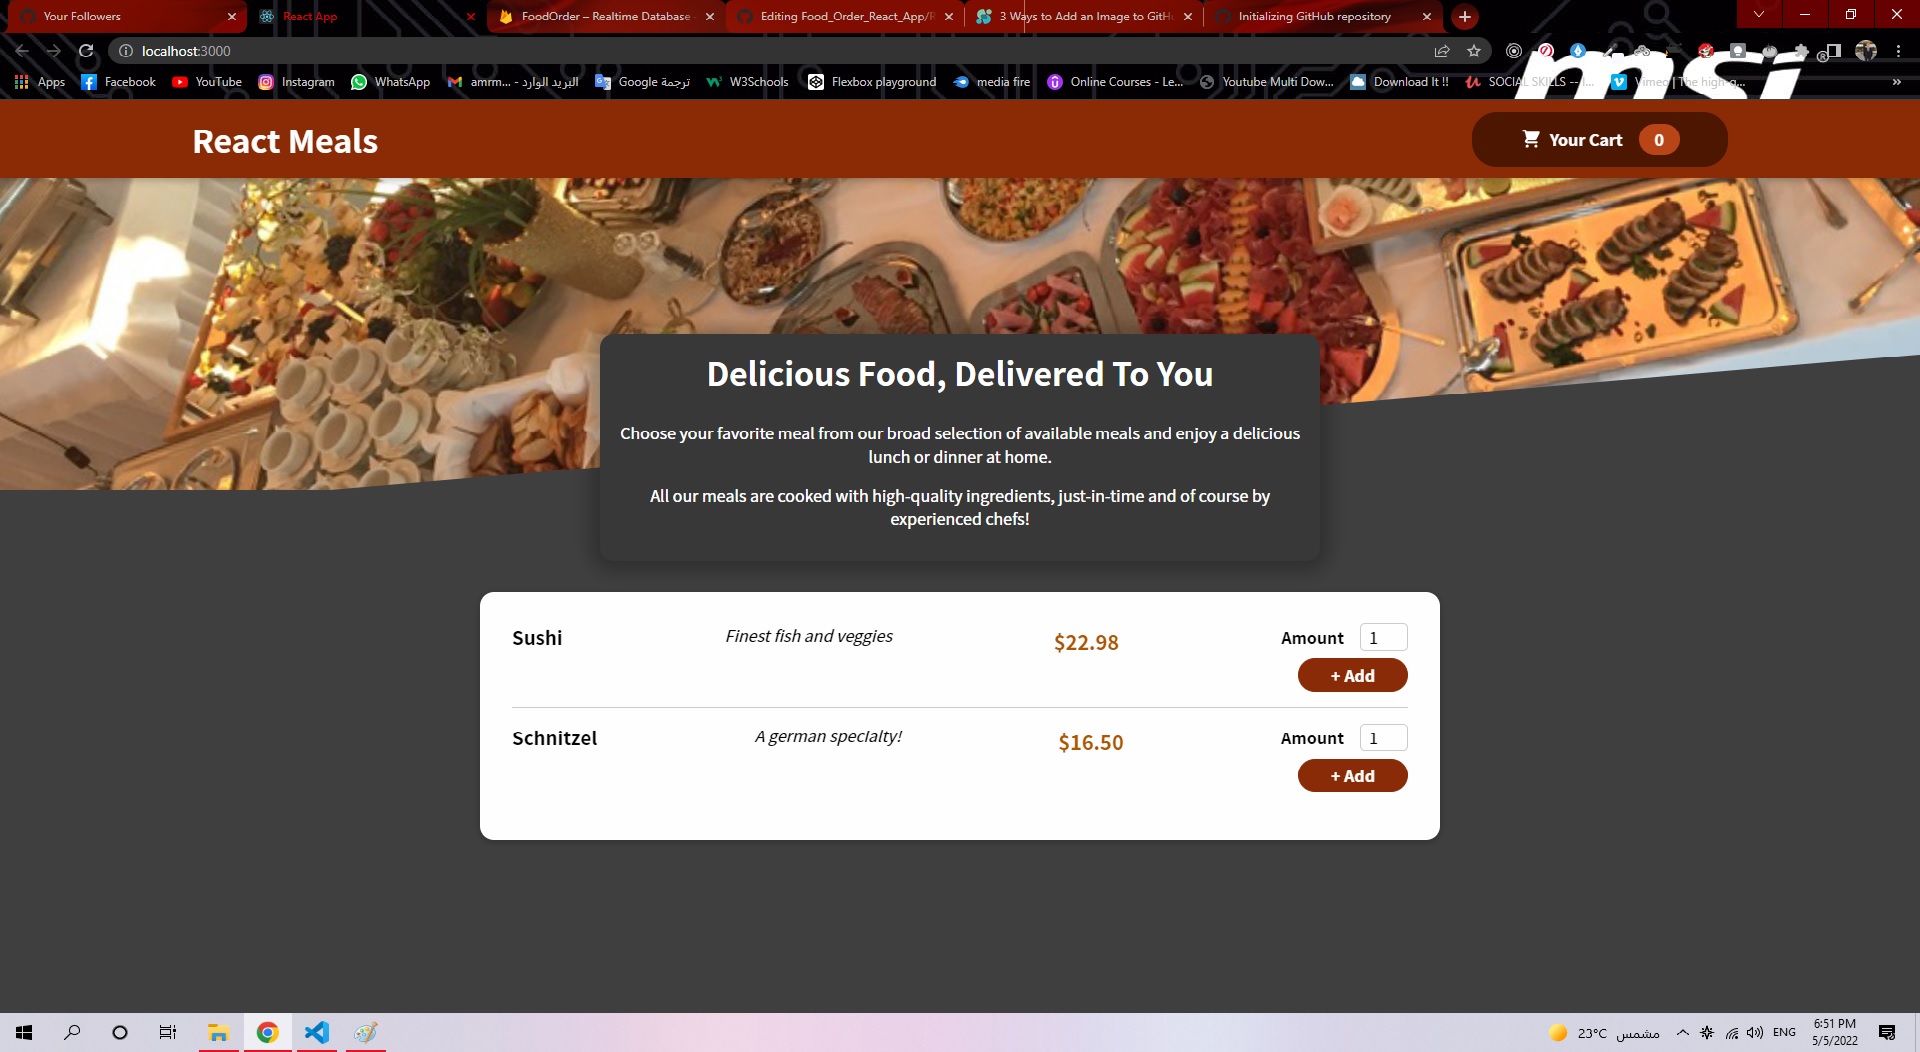 Your Followers
React App
FoodOrder – Realtime Database
Editing Food_Order_React_App/R
3 Ways to Add an Image to GitH
Initializing GitHub repository
localhost:3000
Apps
Facebook
YouTube
Instagram
WhatsApp
amrm... - البريد الوارد
ترجمة Google
W3Schools
Flexbox playground
media fire
Online Courses - Le...
Youtube Multi Dow...
Download It !!
SOCIAL SKILLS --
Vimeo | The high-q...
msi
React Meals
Your Cart 0
Delicious Food, Delivered To You
Choose your favorite meal from our broad selection of available meals and enjoy a delicious
lunch or dinner at home.
All our meals are cooked with high-quality ingredients, just-in-time and of course by
experienced chefs!
Sushi
Finest fish and veggies
$22.98
Amount 1
+ Add
Schnitzel
A german specialty!
$16.50
Amount 1
+ Add
23°C مشمس
ENG
6:51 PM
5/5/2022